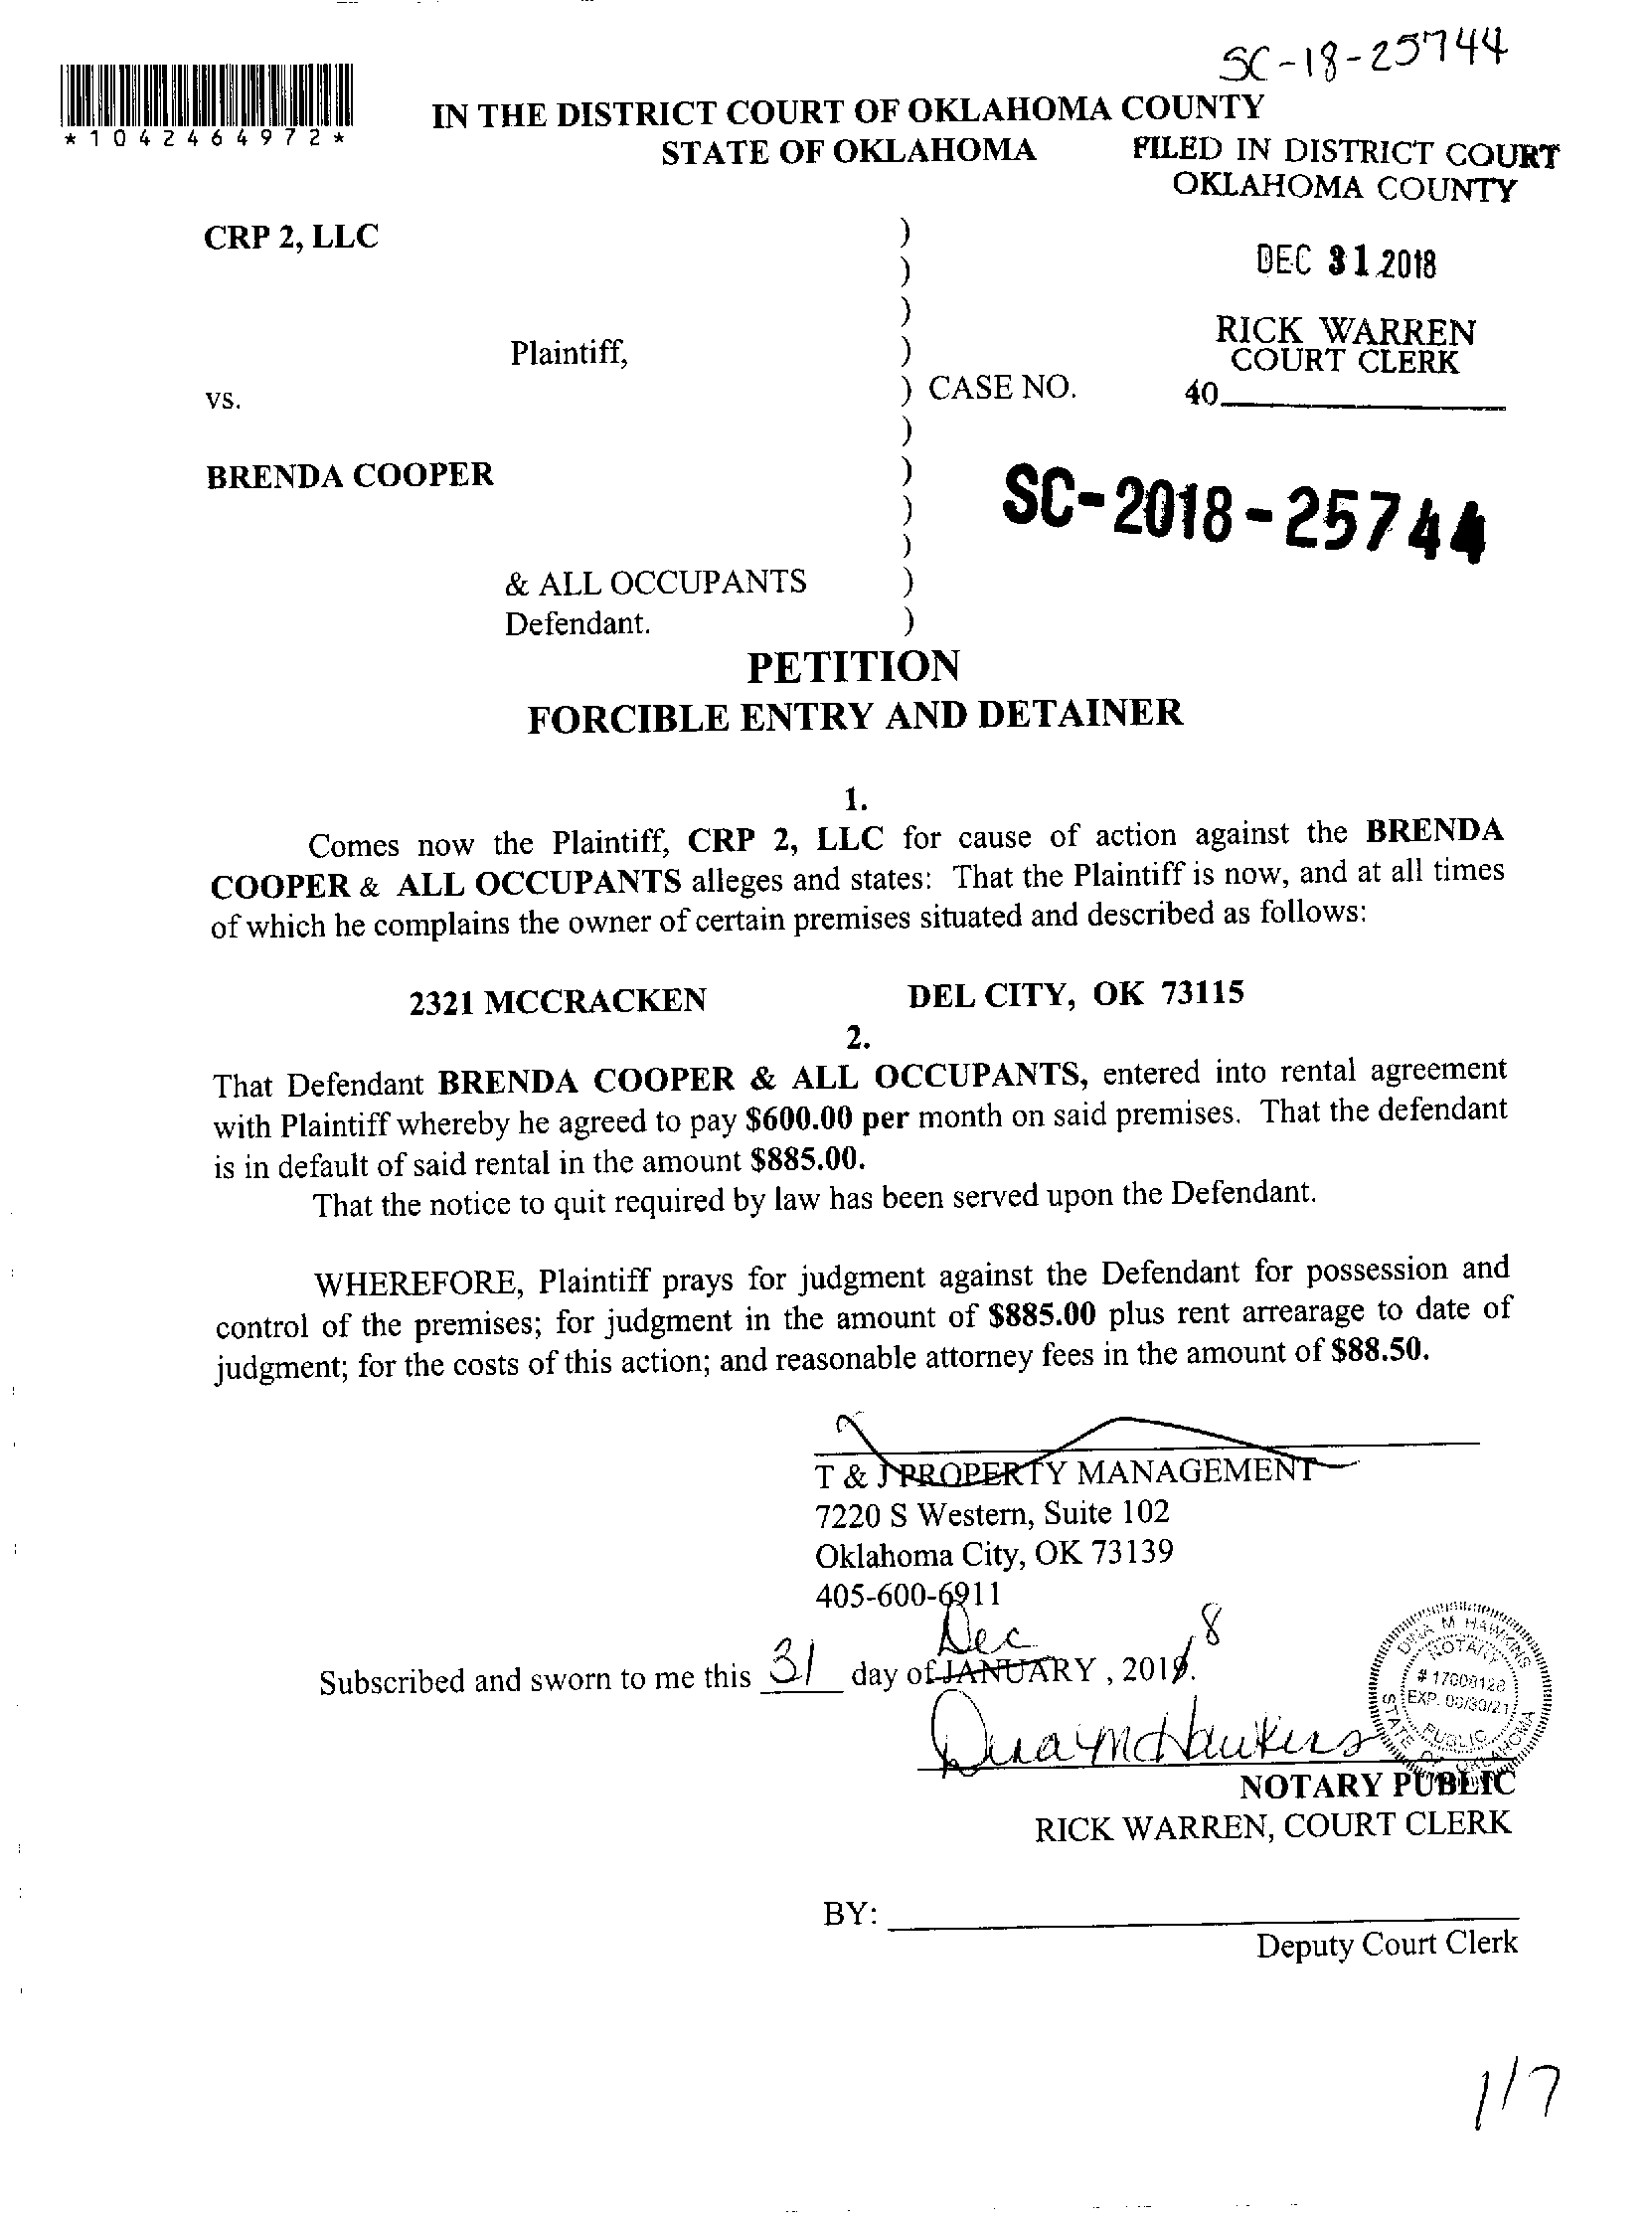 SC-18-25744
*1042464972*
IN THE DISTRICT COURT OF OKLAHOMA COUNTY
STATE OF OKLAHOMA
FILED IN DISTRICT COURT
OKLAHOMA COUNTY
CRP 2, LLC )
)
DEC 31 2018
)
RICK WARREN
Plaintiff, )
COURT CLERK
vs. ) CASE NO.
40
)
BRENDA COOPER )
SC-2018-25744
)
)
& ALL OCCUPANTS )
Defendant. )
PETITION
FORCIBLE ENTRY AND DETAINER
1.
Comes now the Plaintiff, CRP 2, LLC for cause of action against the BRENDA
COOPER & ALL OCCUPANTS alleges and states: That the Plaintiff is now, and at all times
of which he complains the owner of certain premises situated and described as follows:
2321 MCCRACKEN DEL CITY, OK 73115
2.
That Defendant BRENDA COOPER & ALL OCCUPANTS, entered into rental agreement
with Plaintiff whereby he agreed to pay $600.00 per month on said premises. That the defendant
is in default of said rental in the amount $885.00.
That the notice to quit required by law has been served upon the Defendant.
WHEREFORE, Plaintiff prays for judgment against the Defendant for possession and
control of the premises; for judgment in the amount of $885.00 plus rent arrearage to date of
judgment; for the costs of this action; and reasonable attorney fees in the amount of $88.50.
T & J PROPERTY MANAGEMENT
7220 S Western, Suite 102
Oklahoma City, OK 73139
405-600-6911
Dec 8
Subscribed and sworn to me this 31 day of JANUARY , 2019.
Dina M Hawkins
DINA M HAWKINS
NOTARY
EXP. 06/30/21
PUBLIC
STATE OF OKLAHOMA
NOTARY PUBLIC
RICK WARREN, COURT CLERK
BY:
Deputy Court Clerk
1/7